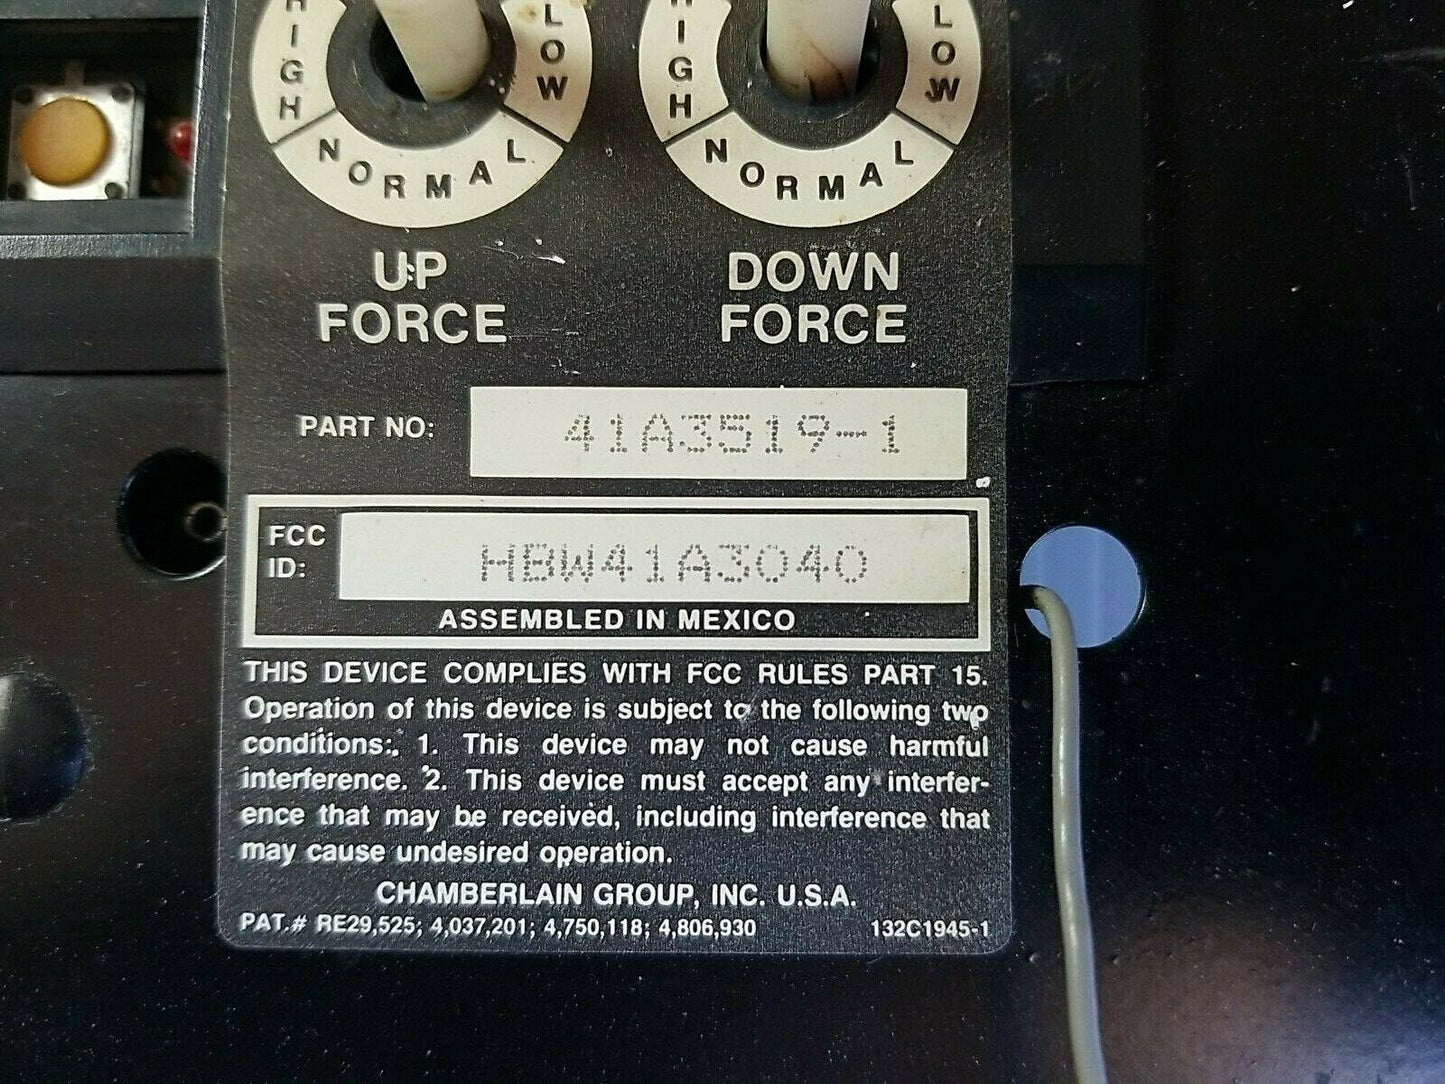 HIGH NORMAL LOW
HIGH NORMAL LOW
UP
FORCE
DOWN
FORCE
PART NO: 41A3519-1
FCC
ID: HBW41A3040
ASSEMBLED IN MEXICO
THIS DEVICE COMPLIES WITH FCC RULES PART 15.
Operation of this device is subject to the following two
conditions: 1. This device may not cause harmful
interference. 2. This device must accept any interfer-
ence that may be received, including interference that
may cause undesired operation.
CHAMBERLAIN GROUP, INC. U.S.A.
PAT.# RE29,525; 4,037,201; 4,750,118; 4,806,930 132C1945-1